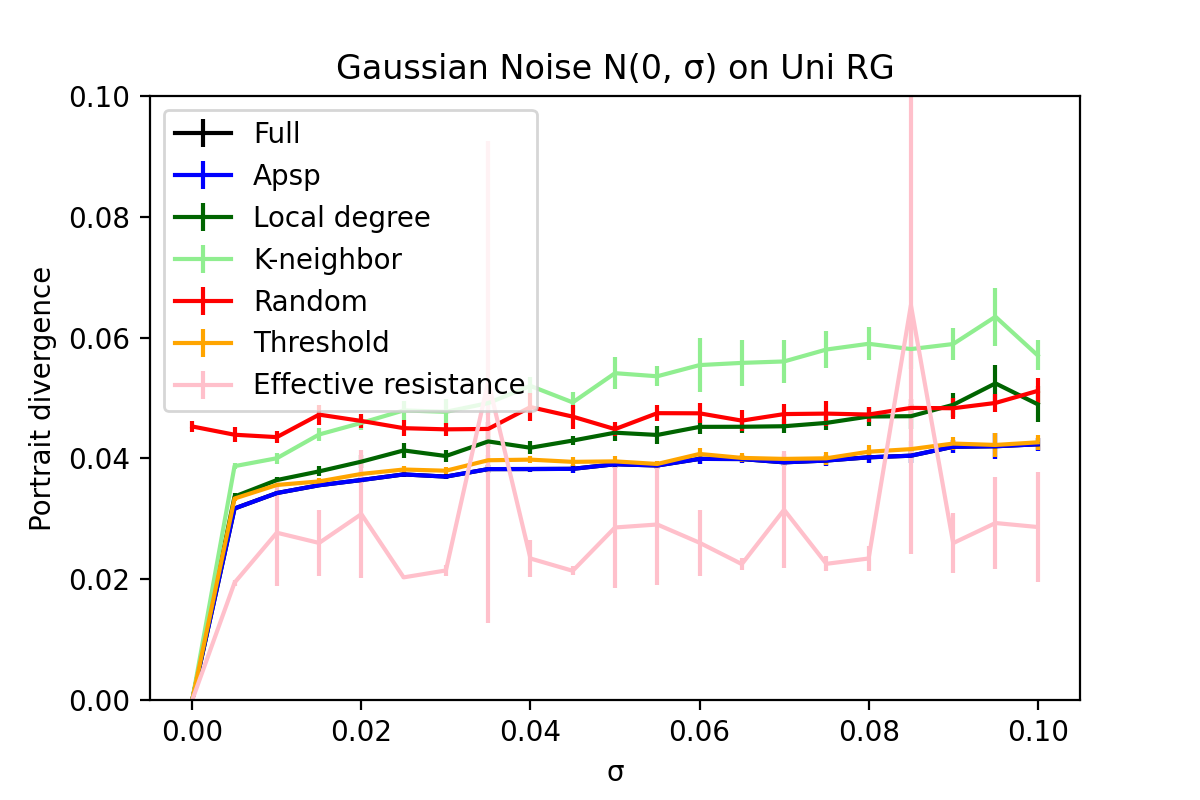 Gaussian Noise N(0, σ) on Uni RG
0.10
0.08
0.06
0.04
0.02
0.00
Portrait divergence
Full
Apsp
Local degree
K-neighbor
Random
Threshold
Effective resistance
0.00 0.02 0.04 0.06 0.08 0.10
σ